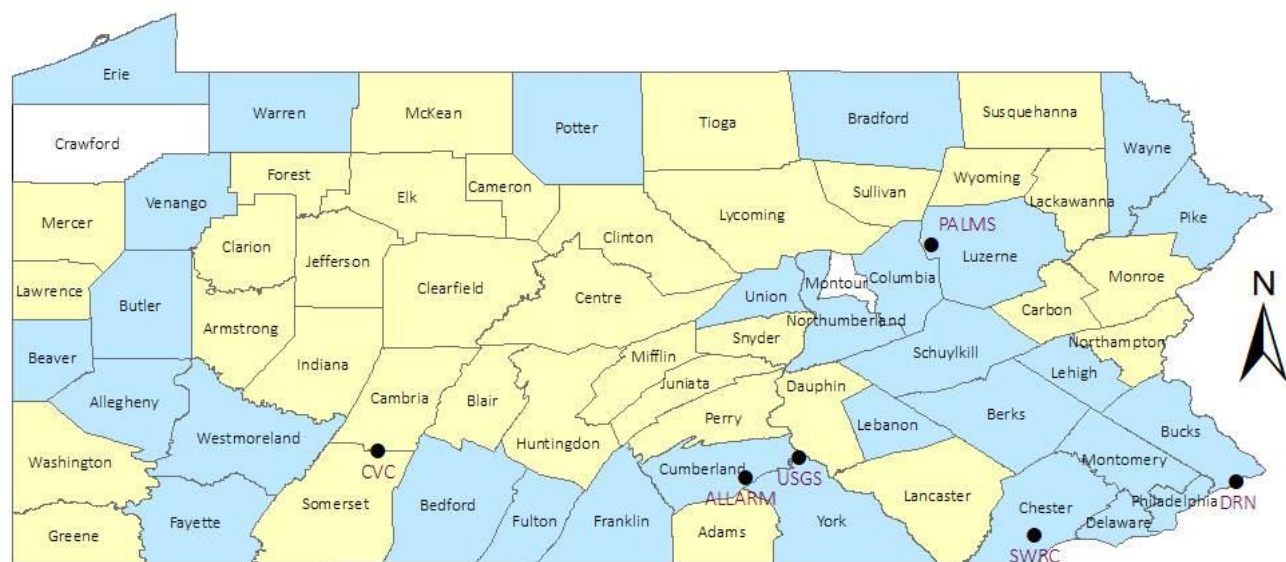 Erie
Crawford
Warren
McKean
Potter
Tioga
Bradford
Susquehanna
Wayne
Mercer
Venango
Forest
Elk
Cameron
Clinton
Lycoming
Sullivan
Wyoming
Lackawanna
Pike
Clarion
Jefferson
Clearfield
Centre
Union
Montour
Columbia
PALMS
Luzerne
Monroe
N
Lawrence
Butler
Armstrong
Indiana
Snyder
Northumberland
Carbon
Northampton
Beaver
Allegheny
Westmoreland
Cambria
Blair
Huntingdon
Mifflin
Juniata
Perry
Dauphin
Schuylkill
Lehigh
Lebanon
Berks
Bucks
Washington
CVC
Cumberland
USGS
ALLARM
Lancaster
Montomery
Philadelphia
DRN
Greene
Fayette
Somerset
Bedford
Fulton
Franklin
Adams
York
Chester
Delaware
SWRC